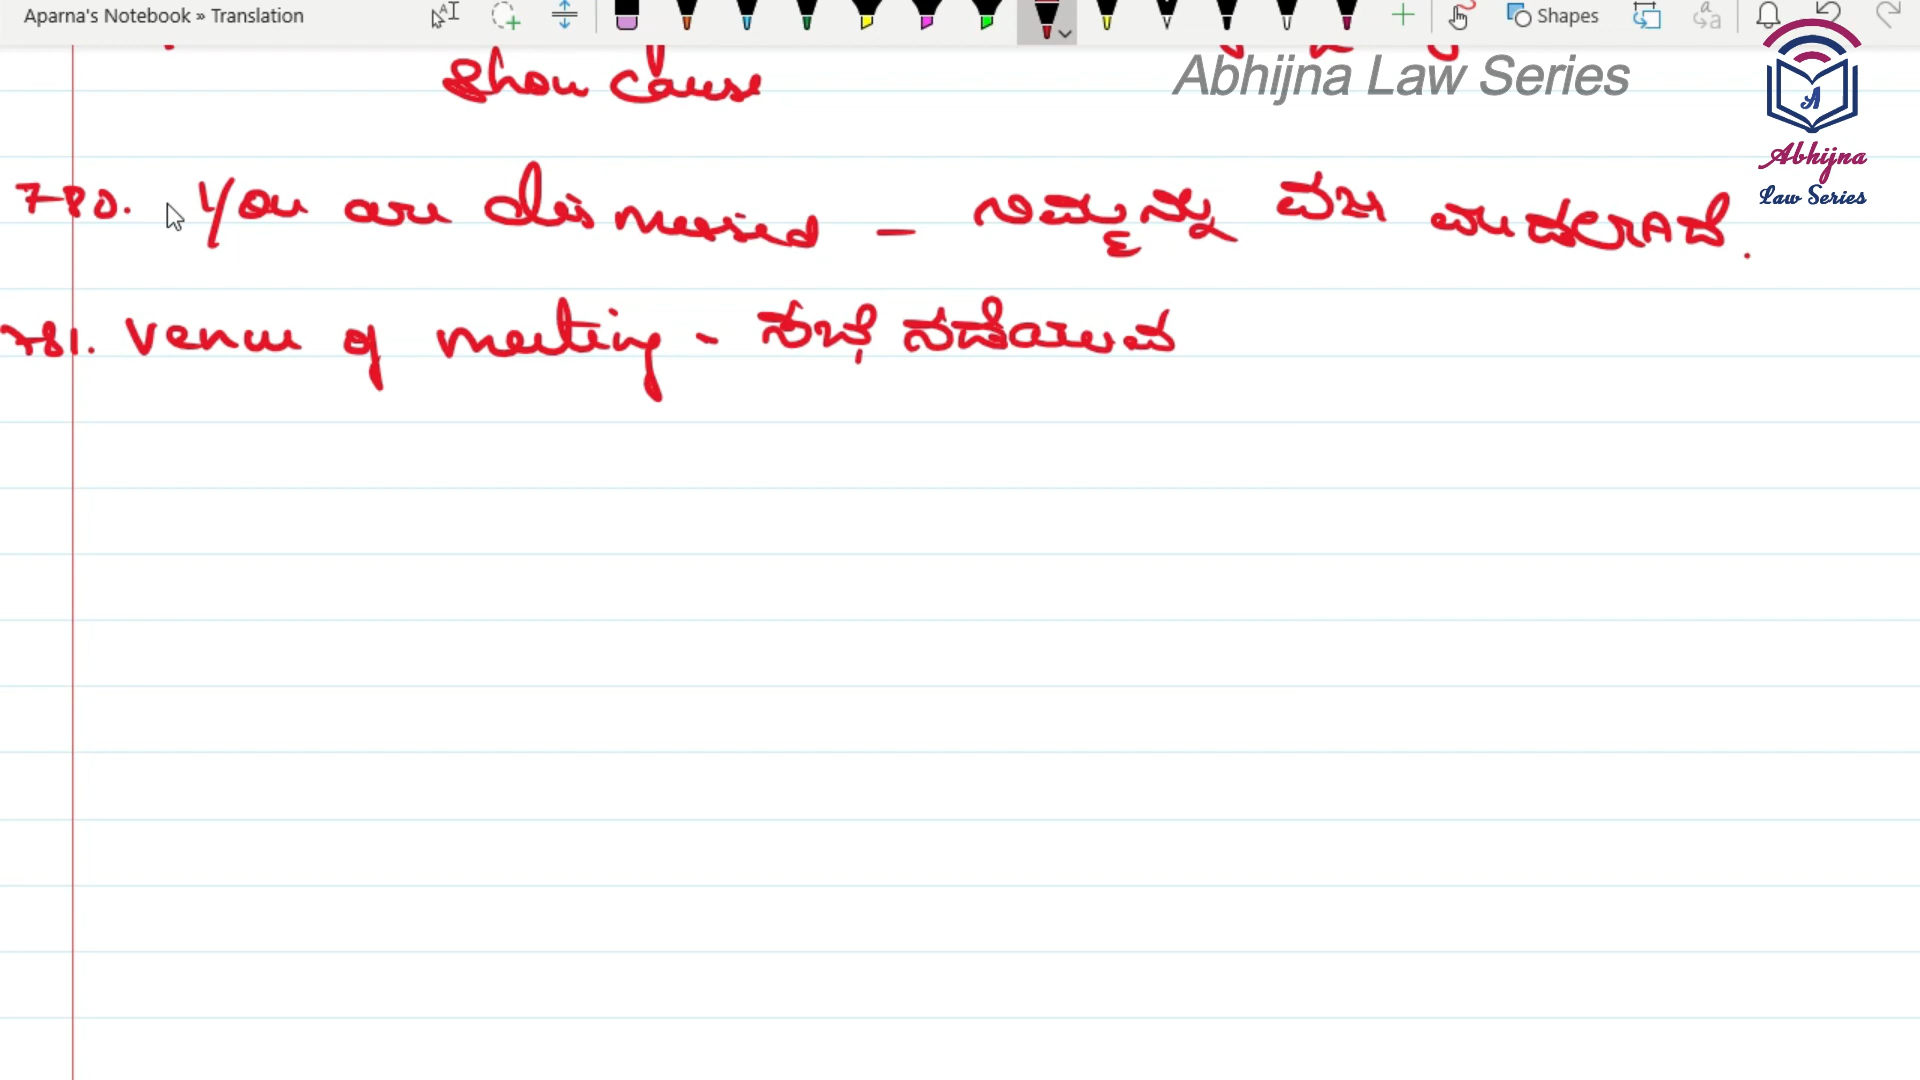 Aparna's Notebook » Translation
Shapes
Show Cause
Abhijna Law Series
Abhijna
Law Series
780. You are dismissed - ನಿಮ್ಮನ್ನು ವಜಾ ಮಾಡಲಾಗಿದೆ.
781. Venue of meeting - ಸಭೆ ನಡೆಯುವ